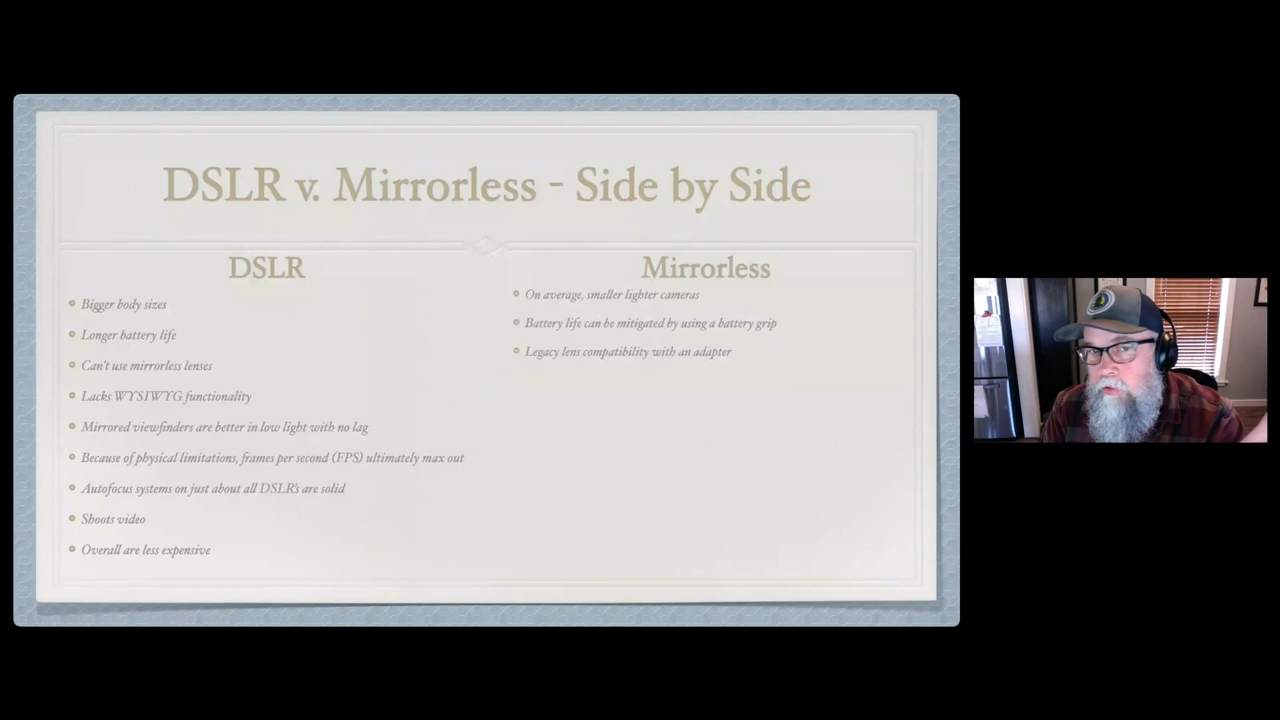 DSLR v. Mirrorless - Side by Side
DSLR
Bigger body sizes
Longer battery life
Can't use mirrorless lenses
Lacks WYSIWYG functionality
Mirrored viewfinders are better in low light with no lag
Because of physical limitations, frames per second (FPS) ultimately max out
Autofocus systems on just about all DSLR's are solid
Shoots video
Overall are less expensive
Mirrorless
On average, smaller lighter cameras
Battery life can be mitigated by using a battery grip
Legacy lens compatibility with an adapter